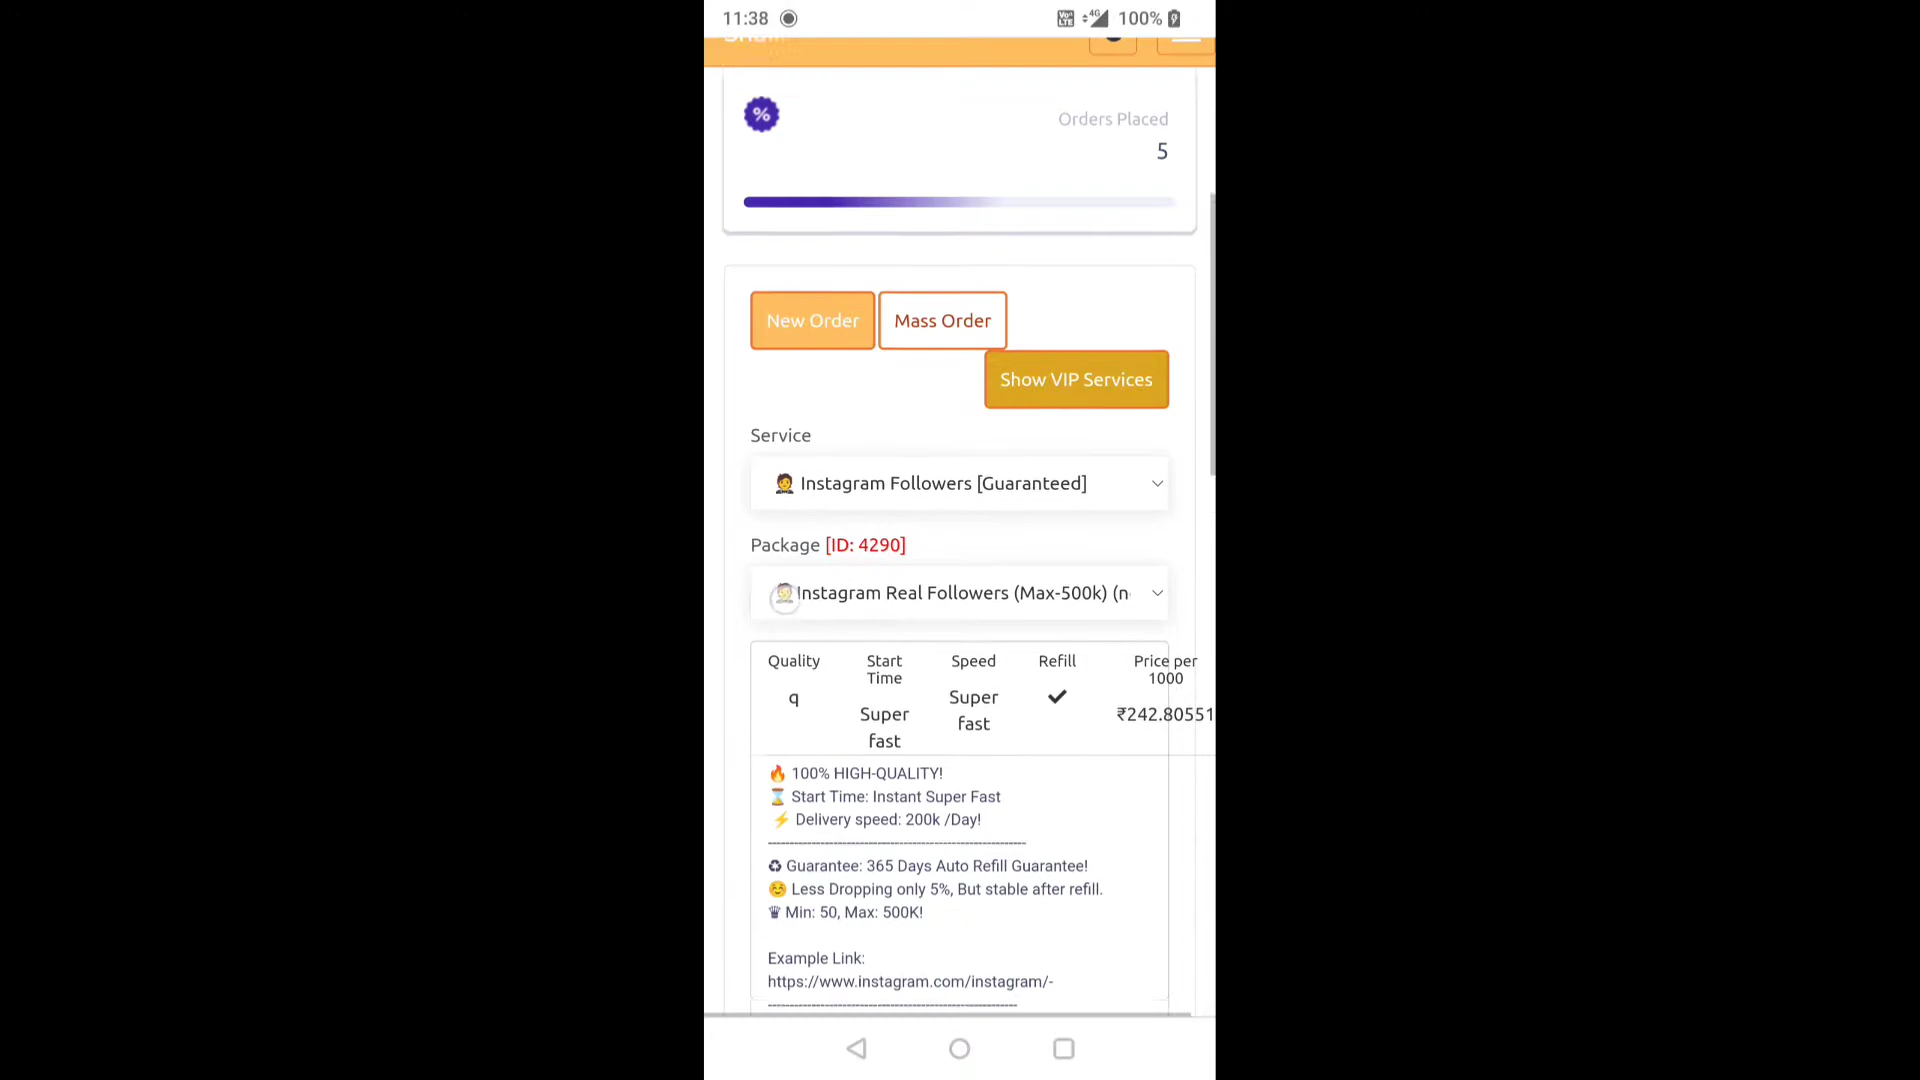 11:38
Vo LTE 4G 100%
Orders Placed
5
New Order Mass Order
Show VIP Services
Service
🤵 Instagram Followers [Guaranteed]
Package [ID: 4290]
Instagram Real Followers (Max-500k) (n
Quality Start Time Speed Refill Price per 1000
q Super fast Super fast ✔ ₹242.80551
🔥 100% HIGH-QUALITY!
⏳ Start Time: Instant Super Fast
⚡ Delivery speed: 200k /Day!
------------------------------------------------------------
♻ Guarantee: 365 Days Auto Refill Guarantee!
☺️ Less Dropping only 5%, But stable after refill.
♛ Min: 50, Max: 500K!
Example Link:
https://www.instagram.com/instagram/-
----------------------------------------------------------